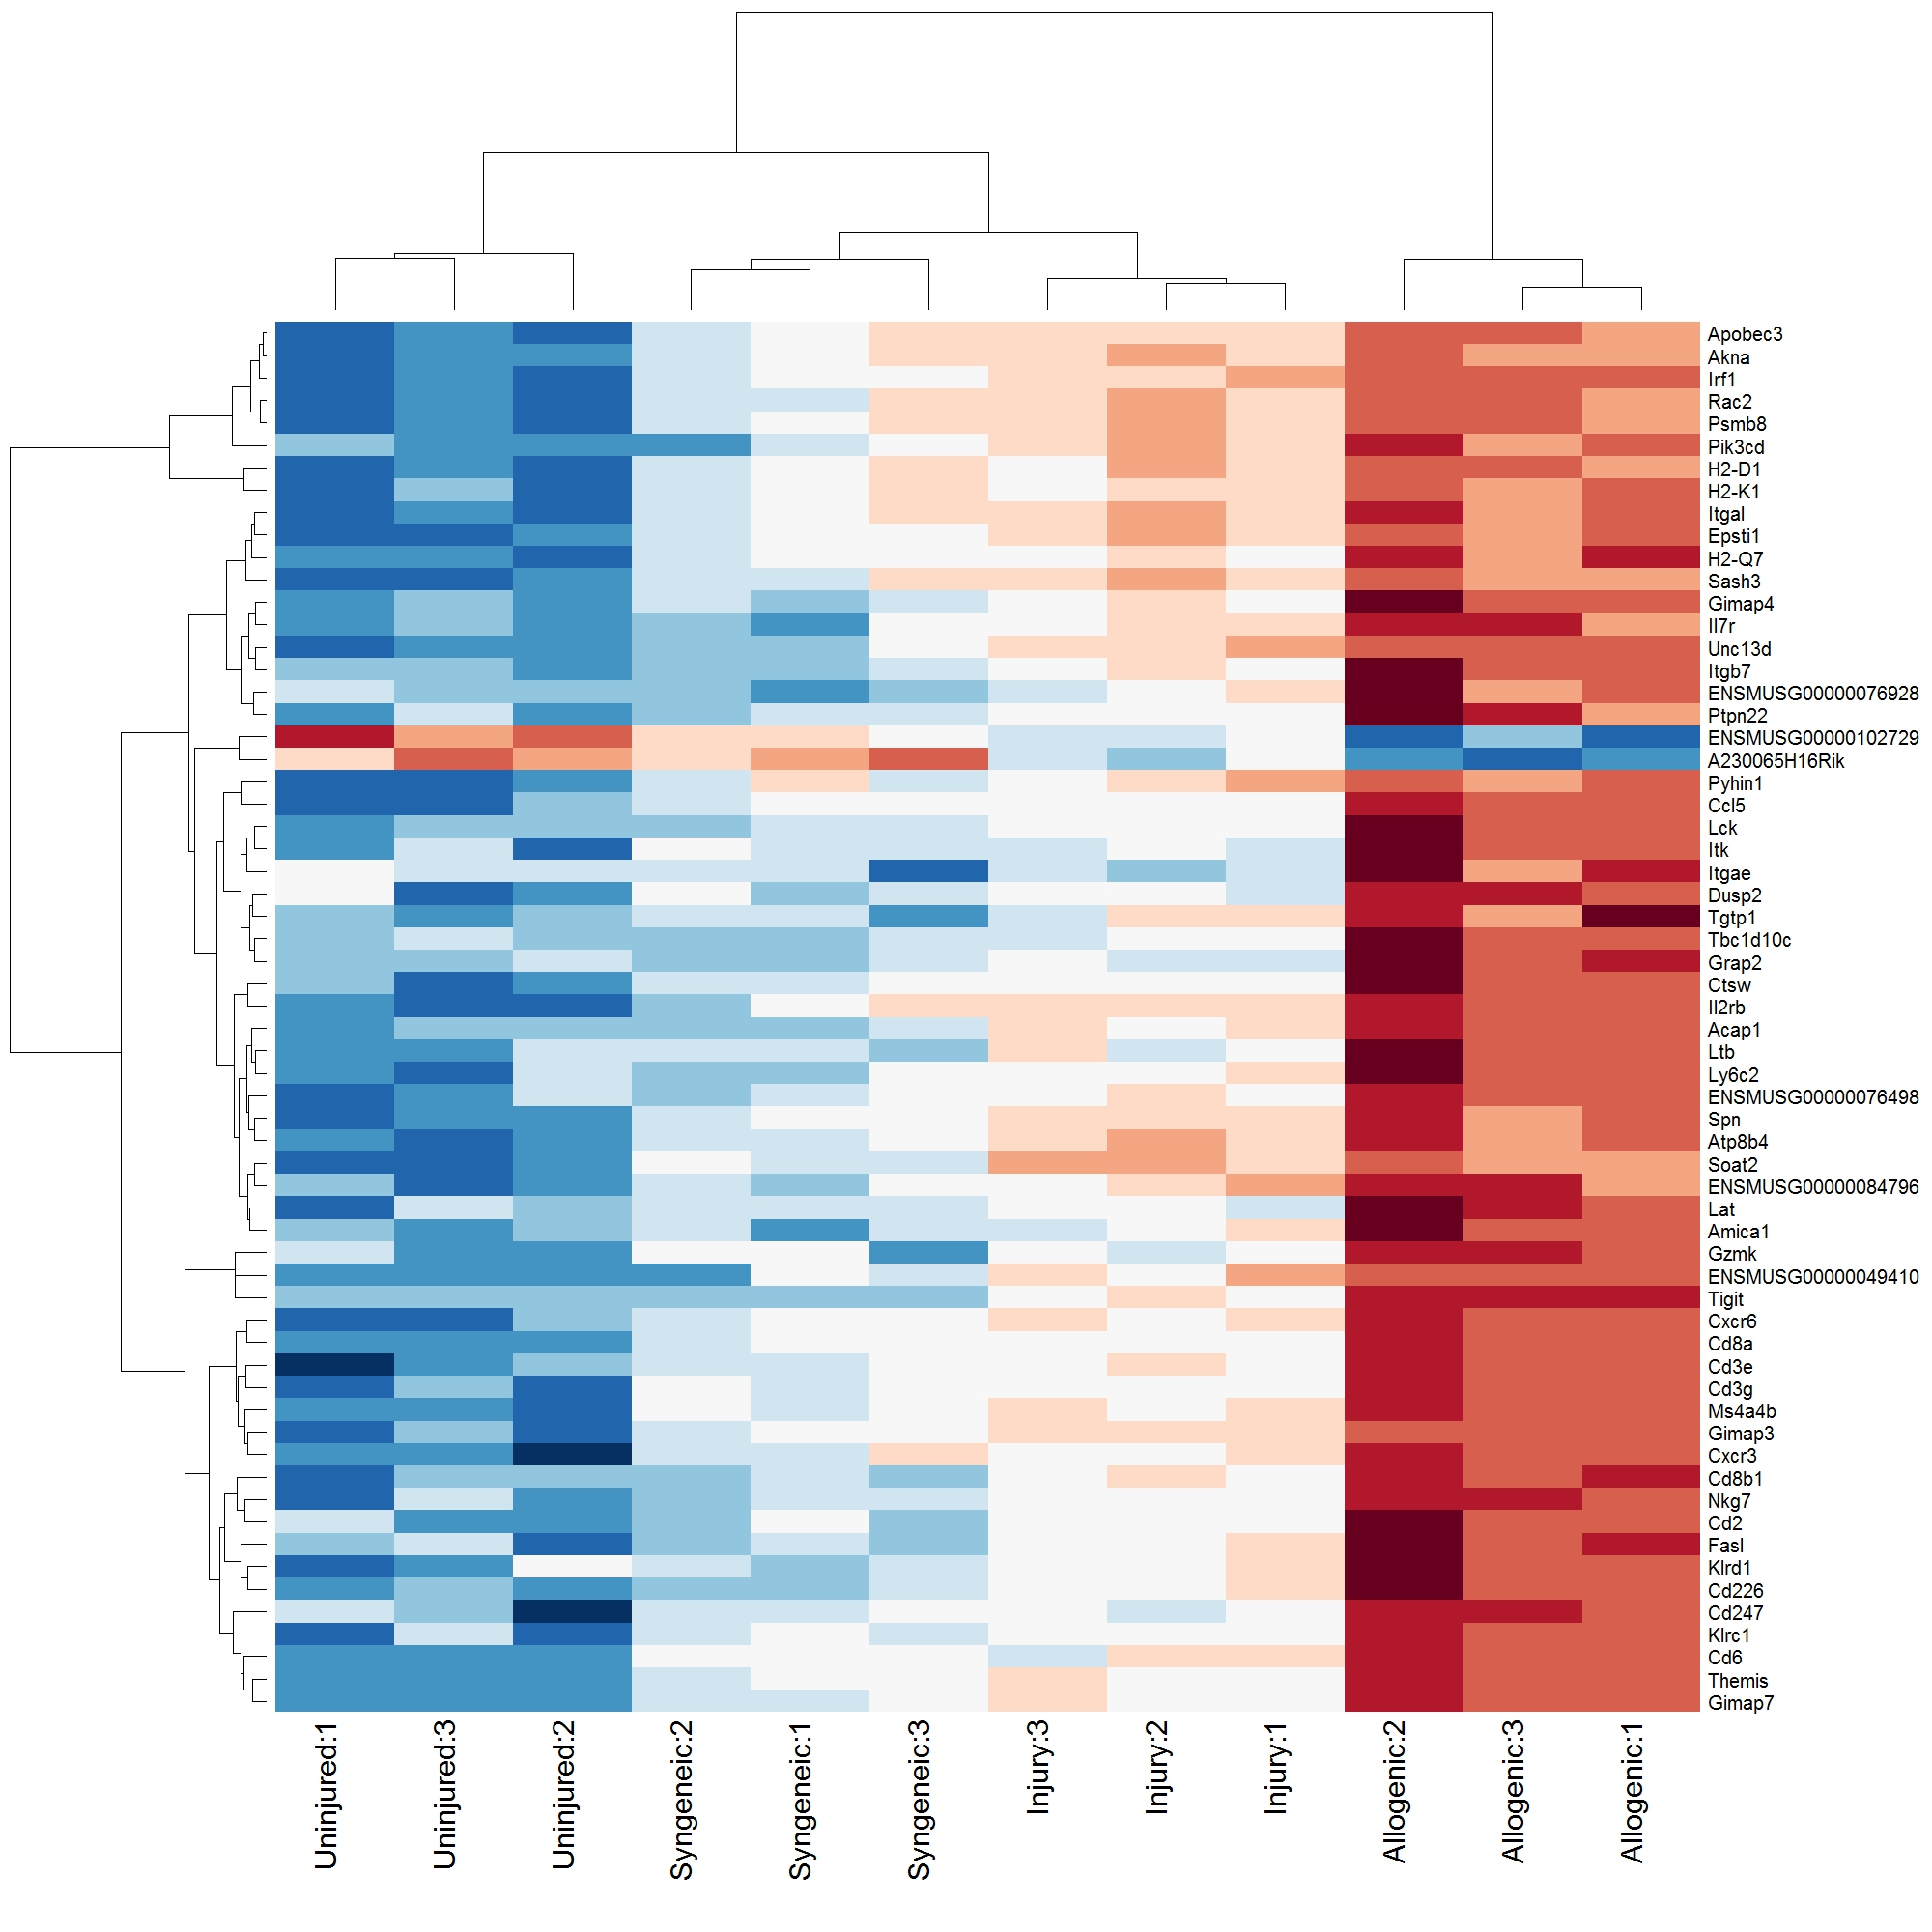 Apobec3
Akna
Irf1
Rac2
Psmb8
Pik3cd
H2-D1
H2-K1
Itgal
Epsti1
H2-Q7
Sash3
Gimap4
Il7r
Unc13d
Itgb7
ENSMUSG00000076928
Ptpn22
ENSMUSG00000102729
A230065H16Rik
Pyhin1
Ccl5
Lck
Itk
Itgae
Dusp2
Tgtp1
Tbc1d10c
Grap2
Ctsw
Il2rb
Acap1
Ltb
Ly6c2
ENSMUSG00000076498
Spn
Atp8b4
Soat2
ENSMUSG00000084796
Lat
Amica1
Gzmk
ENSMUSG00000049410
Tigit
Cxcr6
Cd8a
Cd3e
Cd3g
Ms4a4b
Gimap3
Cxcr3
Cd8b1
Nkg7
Cd2
Fasl
Klrd1
Cd226
Cd247
Klrc1
Cd6
Themis
Gimap7
Uninjured:1
Uninjured:3
Uninjured:2
Syngeneic:2
Syngeneic:1
Syngeneic:3
Injury:3
Injury:2
Injury:1
Allogenic:2
Allogenic:3
Allogenic:1